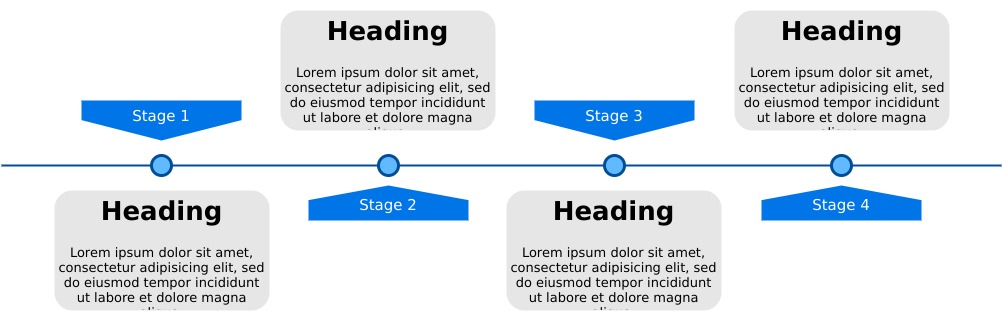 Stage 1
Heading
Lorem ipsum dolor sit amet,
consectetur adipisicing elit, sed
do eiusmod tempor incididunt
ut labore et dolore magna
Heading
Lorem ipsum dolor sit amet,
consectetur adipisicing elit, sed
do eiusmod tempor incididunt
ut labore et dolore magna
Stage 2
Stage 3
Heading
Lorem ipsum dolor sit amet,
consectetur adipisicing elit, sed
do eiusmod tempor incididunt
ut labore et dolore magna
Heading
Lorem ipsum dolor sit amet,
consectetur adipisicing elit, sed
do eiusmod tempor incididunt
ut labore et dolore magna
Stage 4